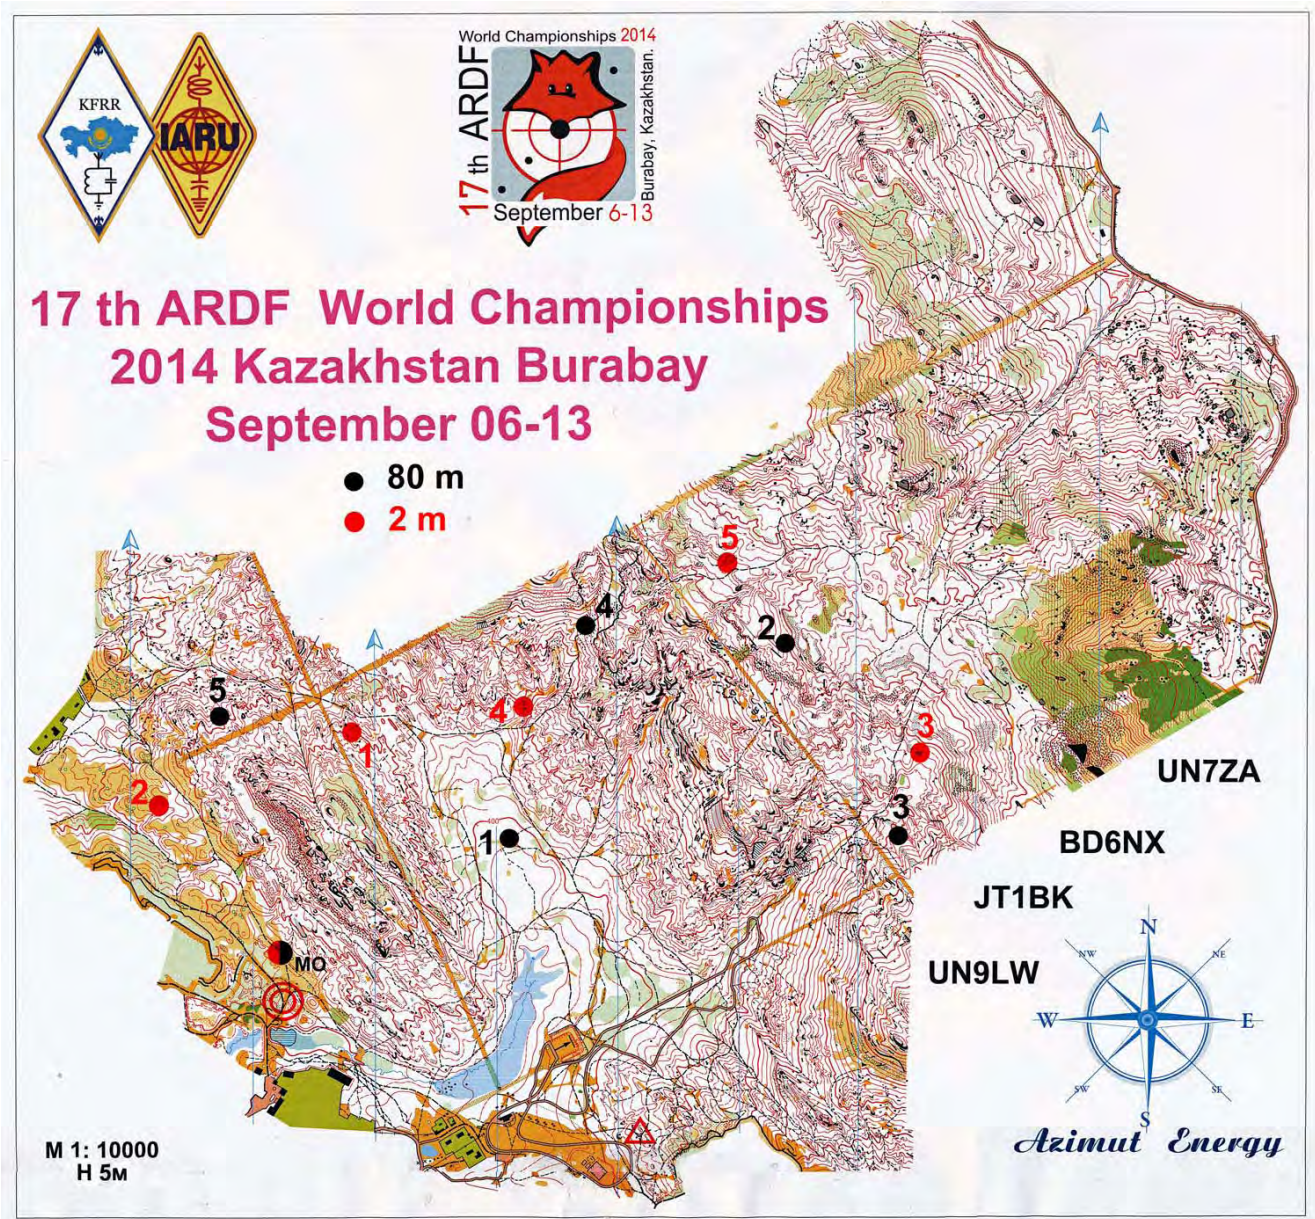 KFRR
IARU
World Championships 2014
17 th ARDF
Burabay, Kazakhstan.
September 6-13
17 th ARDF World Championships
2014 Kazakhstan Burabay
September 06-13
80 m
2 m
5
4
2
5
4
3
1
2
3
1
MO
UN7ZA
BD6NX
JT1BK
UN9LW
N
NW
NE
W
E
SW
SE
S
Azimut Energy
M 1: 10000
H 5м